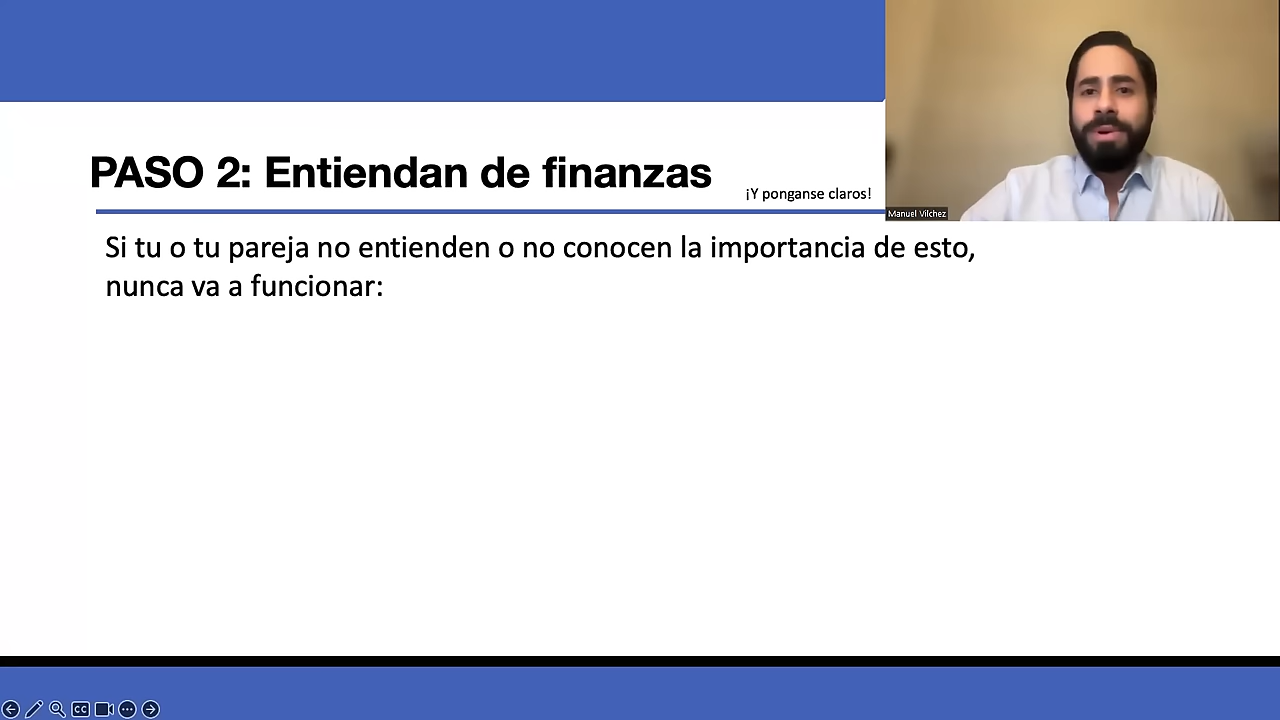 PASO 2: Entiendan de finanzas
¡Y ponganse claros!
Manuel Vilchez
Si tu o tu pareja no entienden o no conocen la importancia de esto,
nunca va a funcionar:
CC